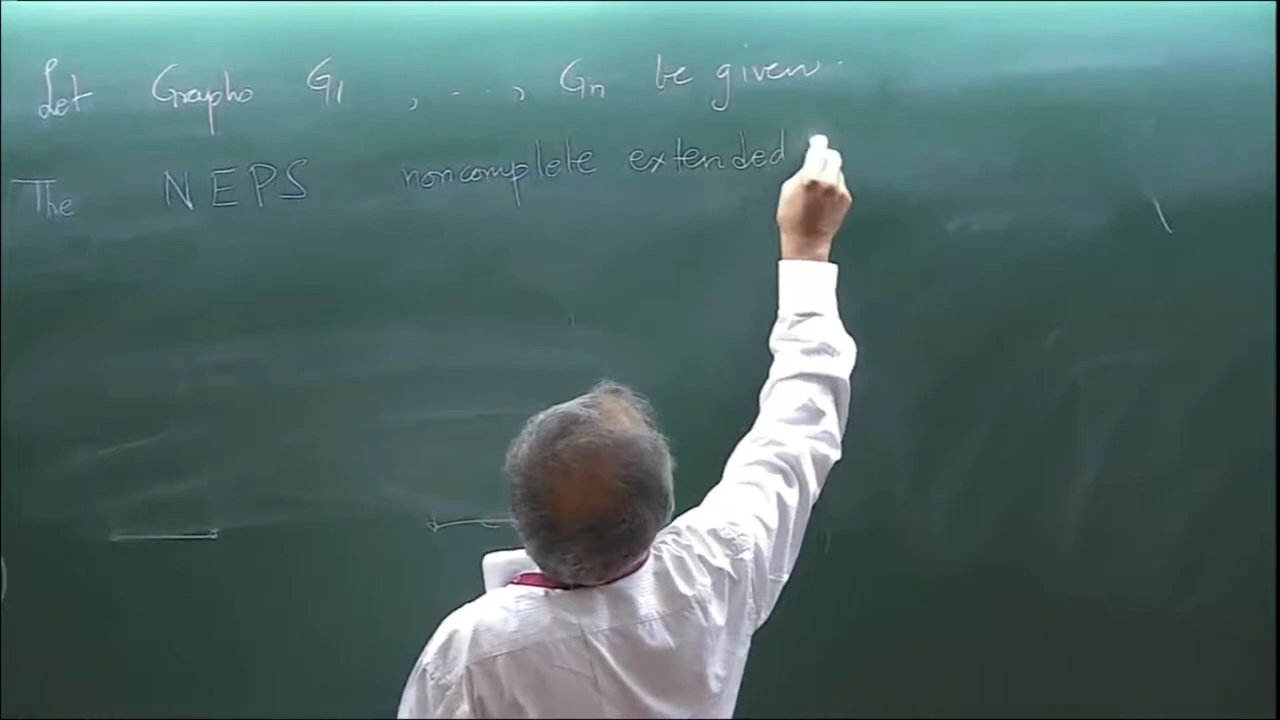 Let Graphs G1 , ... , Gn be given.
The NEPS noncomplete extended